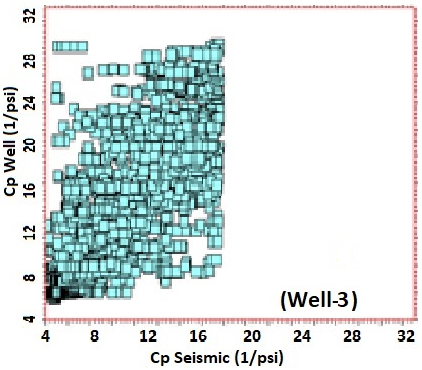 32
28
24
20
16
12
8
4
Cp Well (1/psi)
(Well-3)
4 8 12 16 20 24 28 32
Cp Seismic (1/psi)